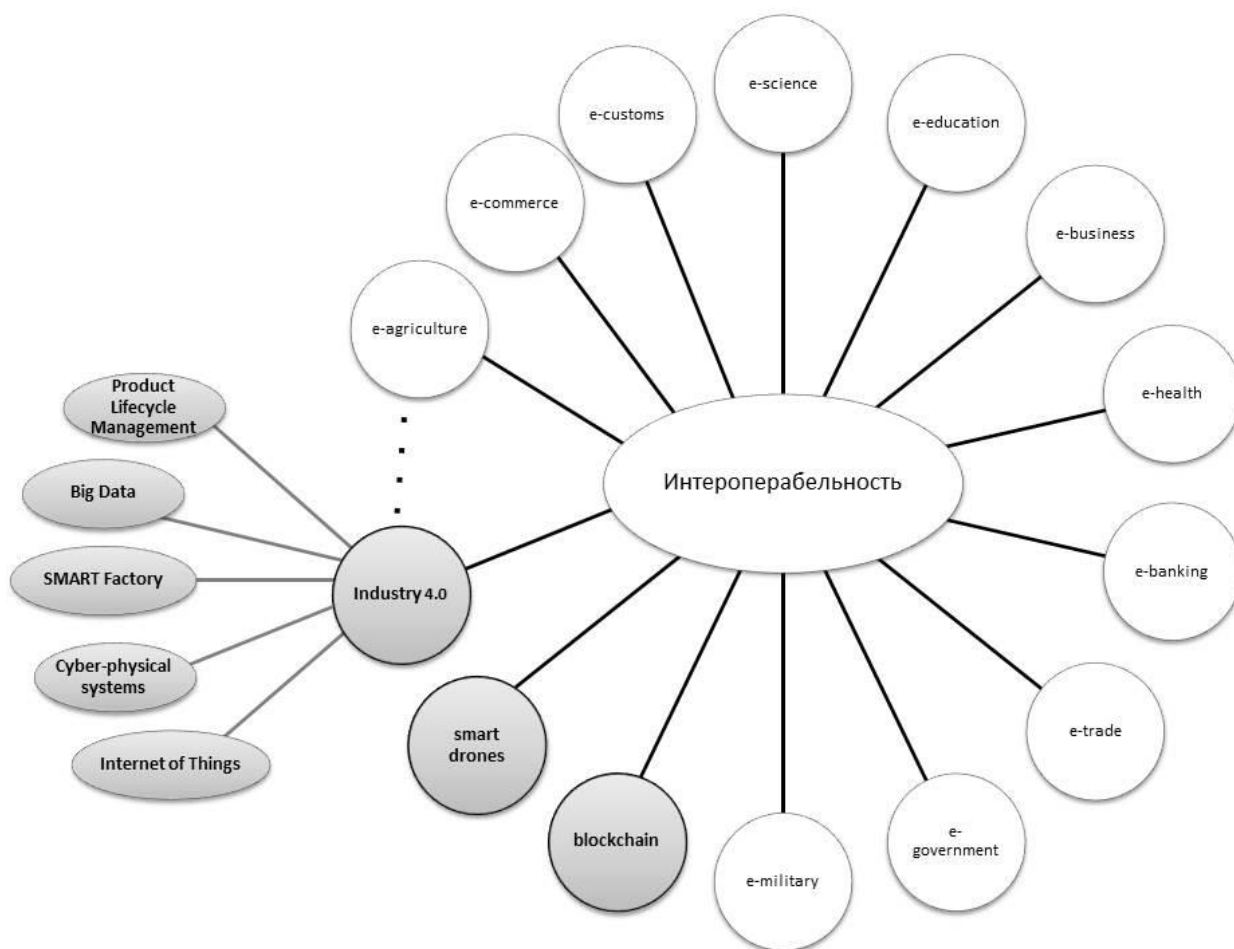 e-science
e-customs
e-education
e-commerce
e-business
e-agriculture
e-health
Product
Lifecycle
Management
Big Data
Интероперабельность
SMART Factory
Industry 4.0
e-banking
Cyber-physical
systems
smart
drones
e-trade
Internet of Things
blockchain
e-
government
e-military